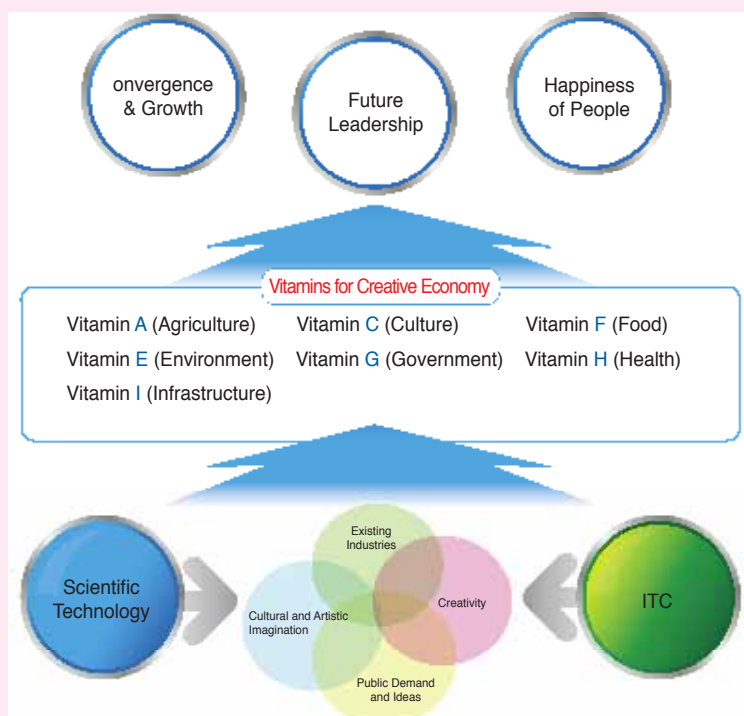 onvergence
& Growth
Future
Leadership
Happiness
of People
Vitamins for Creative Economy
Vitamin A (Agriculture)
Vitamin C (Culture)
Vitamin F (Food)
Vitamin E (Environment)
Vitamin G (Government)
Vitamin H (Health)
Vitamin I (Infrastructure)
Scientific
Technology
Existing
Industries
Cultural and Artistic
Imagination
Creativity
Public Demand
and Ideas
ITC